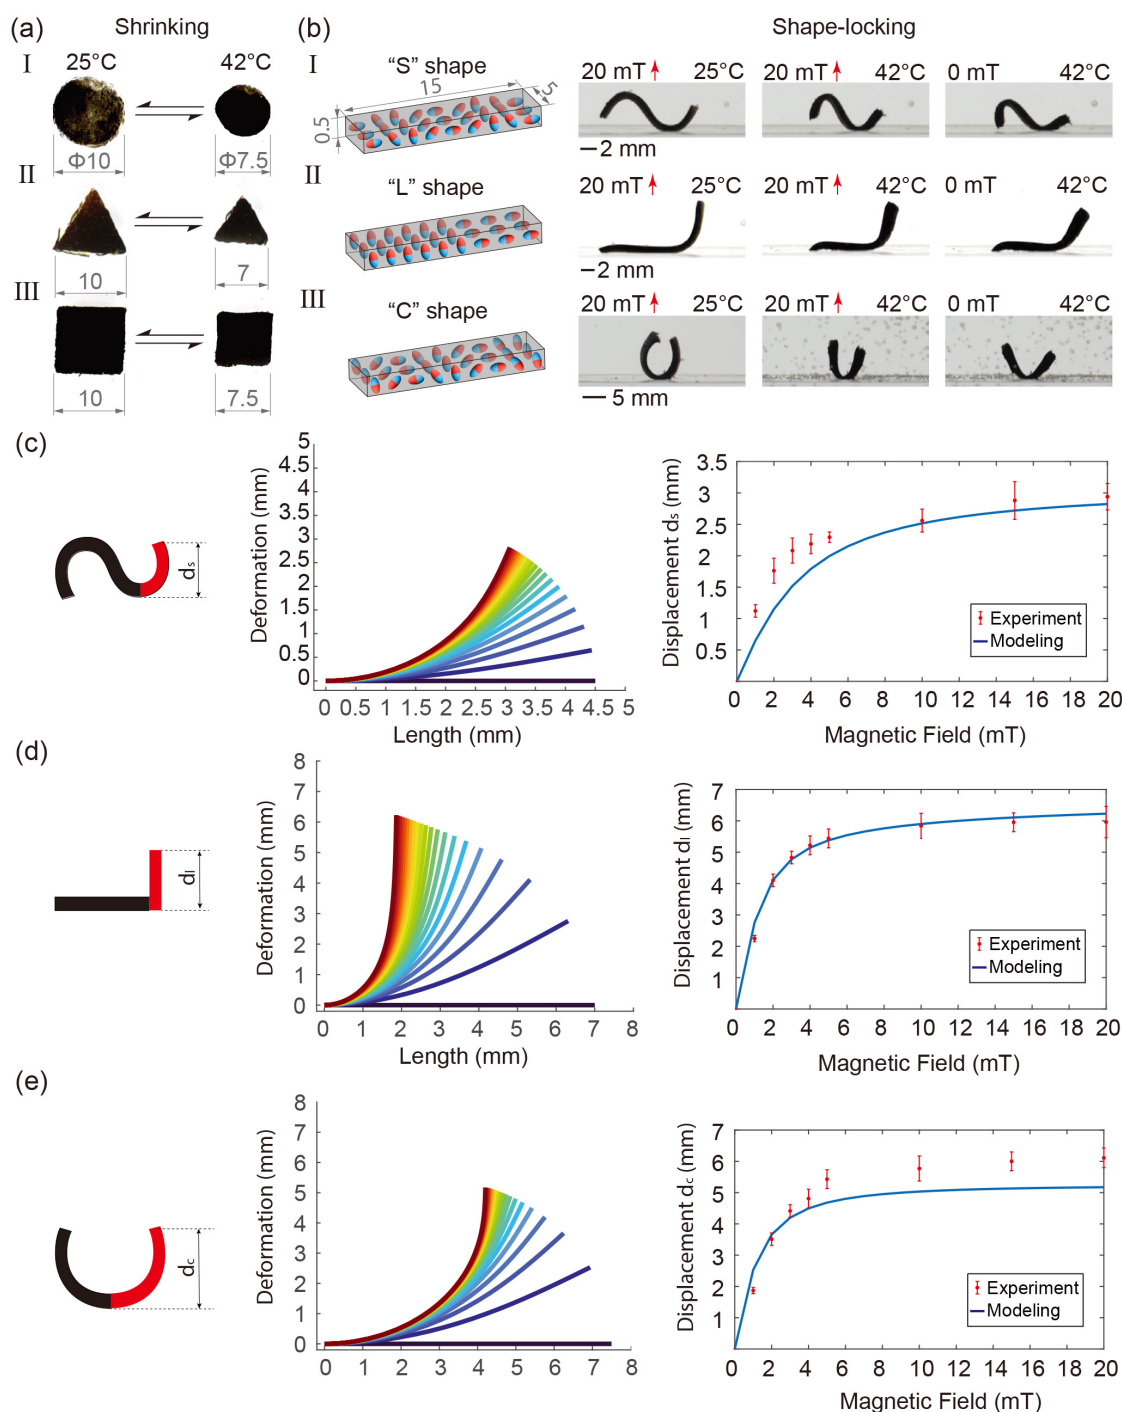 (a) Shrinking
25°C 42°C
I
Φ10 Φ7.5
II
10 7
III
10 7.5
(b) Shape-locking
I
“S” shape
15
5
0.5
20 mT 25°C
20 mT 42°C
0 mT 42°C
2 mm
II
“L” shape
20 mT 25°C
20 mT 42°C
0 mT 42°C
2 mm
III
“C” shape
20 mT 25°C
20 mT 42°C
0 mT 42°C
5 mm
(c)
ds
Deformation (mm)
5
4.5
4
3.5
3
2.5
2
1.5
1
0.5
0
0 0.5 1 1.5 2 2.5 3 3.5 4 4.5 5
Length (mm)
Displacement ds (mm)
3.5
3
2.5
2
1.5
1
0.5
0 2 4 6 8 10 12 14 16 18 20
Magnetic Field (mT)
Experiment
Modeling
(d)
dl
Deformation (mm)
8
7
6
5
4
3
2
1
0
0 1 2 3 4 5 6 7 8
Length (mm)
Displacement dl (mm)
7
6
5
4
3
2
1
0 2 4 6 8 10 12 14 16 18 20
Magnetic Field (mT)
Experiment
Modeling
(e)
dc
Deformation (mm)
8
7
6
5
4
3
2
1
0
0 1 2 3 4 5 6 7 8
Length (mm)
Displacement dc (mm)
7
6
5
4
3
2
1
0 2 4 6 8 10 12 14 16 18 20
Magnetic Field (mT)
Experiment
Modeling